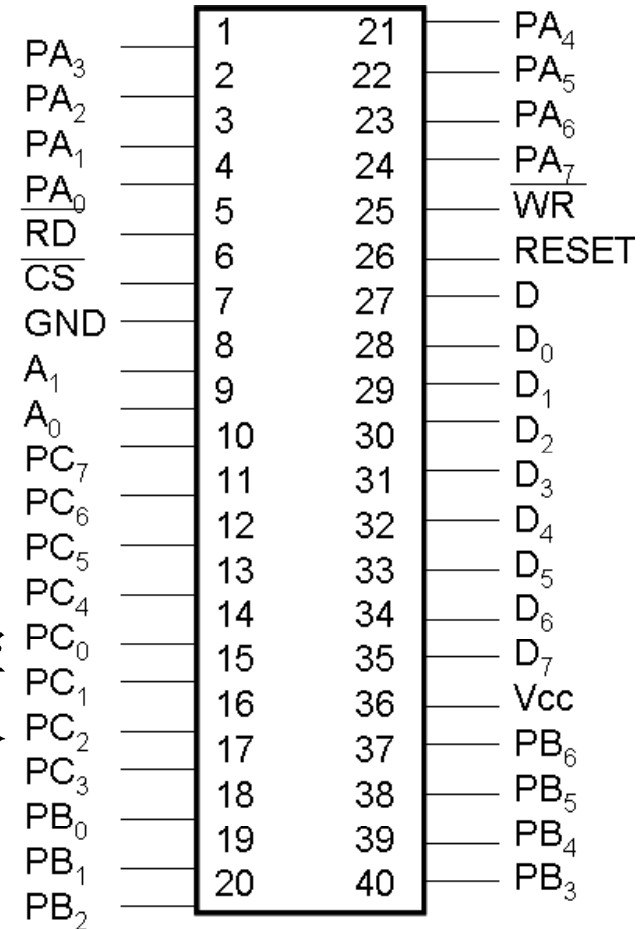 PA₃ 1 21 PA₄
PA₂ 2 22 PA₅
PA₁ 3 23 PA₆
PA₀ 4 24 PA₇
R̅D̅ 5 25 W̅R̅
C̅S̅ 6 26 RESET
GND 7 27 D
A₁ 8 28 D₀
A₀ 9 29 D₁
PC₇ 10 30 D₂
PC₆ 11 31 D₃
PC₅ 12 32 D₄
PC₄ 13 33 D₅
PC₀ 14 34 D₆
PC₁ 15 35 D₇
PC₂ 16 36 Vcc
PC₃ 17 37 PB₆
PB₀ 18 38 PB₅
PB₁ 19 39 PB₄
PB₂ 20 40 PB₃